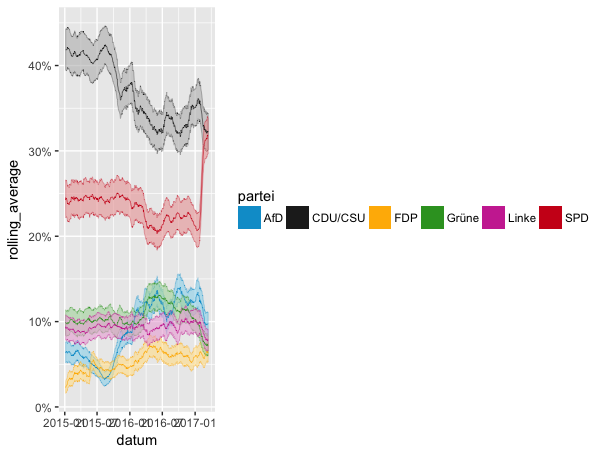 40%
30%
20%
10%
0%
rolling_average
2015-01 2015-07 2016-01 2016-07 2017-01
datum
partei
AfD CDU/CSU FDP Grüne Linke SPD